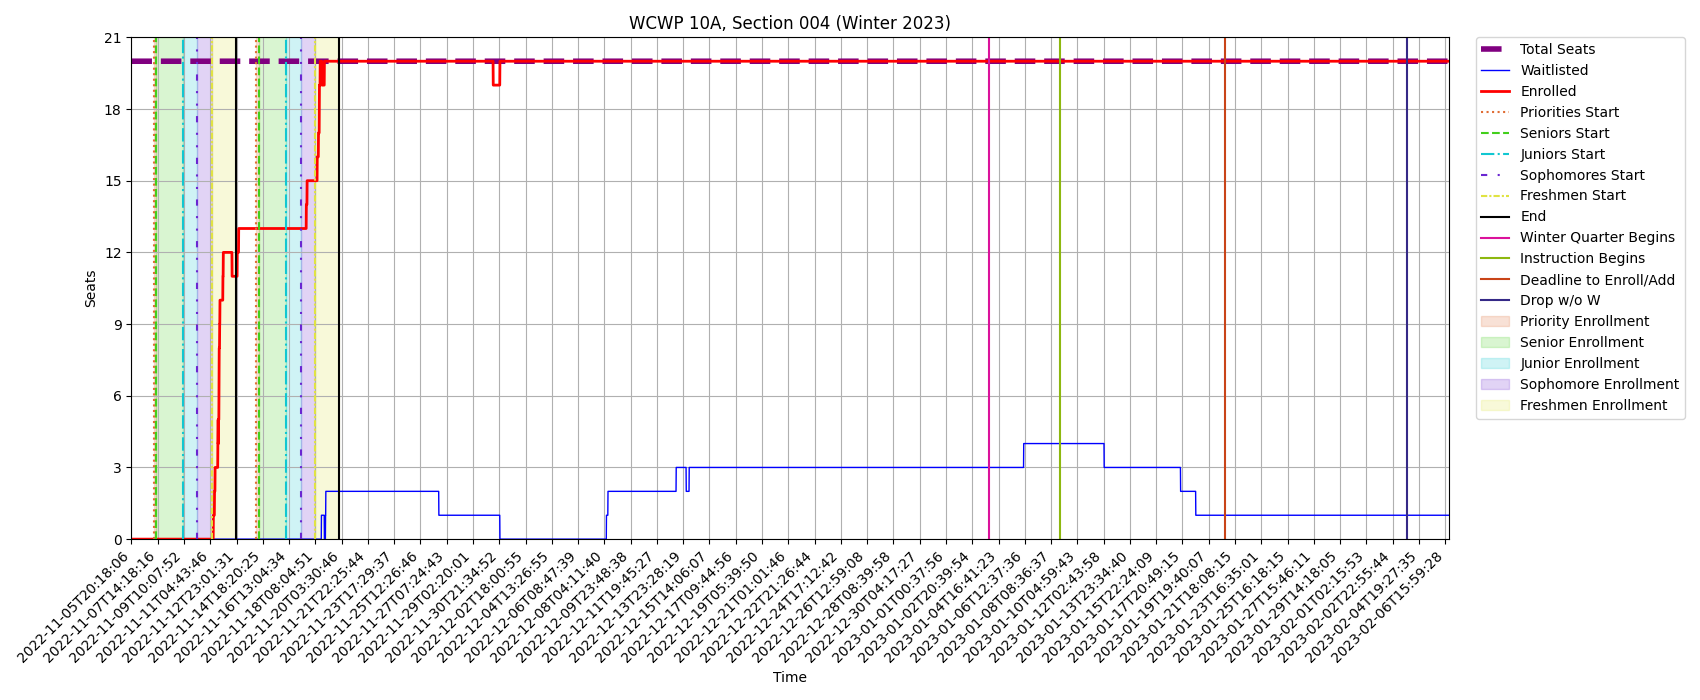 WCWP 10A, Section 004 (Winter 2023)
Seats
21
18
15
12
9
6
3
0
2022-11-05T20:18:06
2022-11-07T14:18:16
2022-11-09T10:07:52
2022-11-11T04:43:46
2022-11-12T23:01:31
2022-11-14T18:20:25
2022-11-16T13:04:34
2022-11-18T08:04:51
2022-11-20T03:30:46
2022-11-21T22:25:44
2022-11-23T17:29:37
2022-11-25T12:26:46
2022-11-27T07:24:43
2022-11-29T02:20:01
2022-11-30T21:34:52
2022-12-02T18:00:55
2022-12-04T13:26:55
2022-12-06T08:47:39
2022-12-08T04:11:40
2022-12-09T23:48:38
2022-12-11T19:45:27
2022-12-13T23:28:19
2022-12-15T14:06:07
2022-12-17T09:44:56
2022-12-19T05:39:50
2022-12-21T01:01:46
2022-12-22T21:26:44
2022-12-24T17:12:42
2022-12-26T12:59:08
2022-12-28T08:39:58
2022-12-30T04:17:27
2023-01-01T00:37:56
2023-01-02T20:39:54
2023-01-04T16:41:23
2023-01-06T12:37:36
2023-01-08T08:36:37
2023-01-10T04:59:43
2023-01-12T02:43:58
2023-01-13T23:34:40
2023-01-15T22:24:09
2023-01-17T20:49:15
2023-01-19T19:40:07
2023-01-21T18:08:15
2023-01-23T16:35:01
2023-01-25T16:18:15
2023-01-27T15:46:11
2023-01-29T14:18:05
2023-02-01T02:15:53
2023-02-02T22:55:44
2023-02-04T19:27:35
2023-02-06T15:59:28
Time
Total Seats
Waitlisted
Enrolled
Priorities Start
Seniors Start
Juniors Start
Sophomores Start
Freshmen Start
End
Winter Quarter Begins
Instruction Begins
Deadline to Enroll/Add
Drop w/o W
Priority Enrollment
Senior Enrollment
Junior Enrollment
Sophomore Enrollment
Freshmen Enrollment